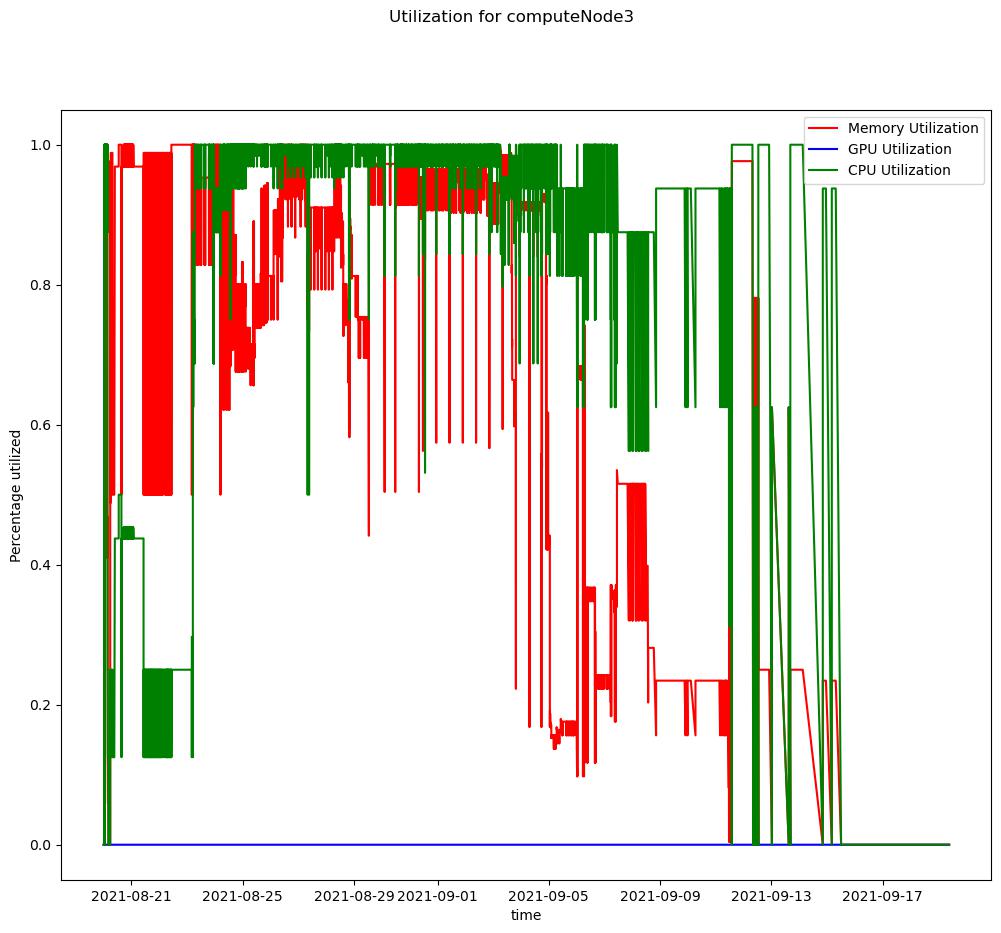 Utilization for computeNode3
Memory Utilization
GPU Utilization
CPU Utilization
Percentage utilized
1.0
0.8
0.6
0.4
0.2
0.0
2021-08-21 2021-08-25 2021-08-29 2021-09-01 2021-09-05 2021-09-09 2021-09-13 2021-09-17
time